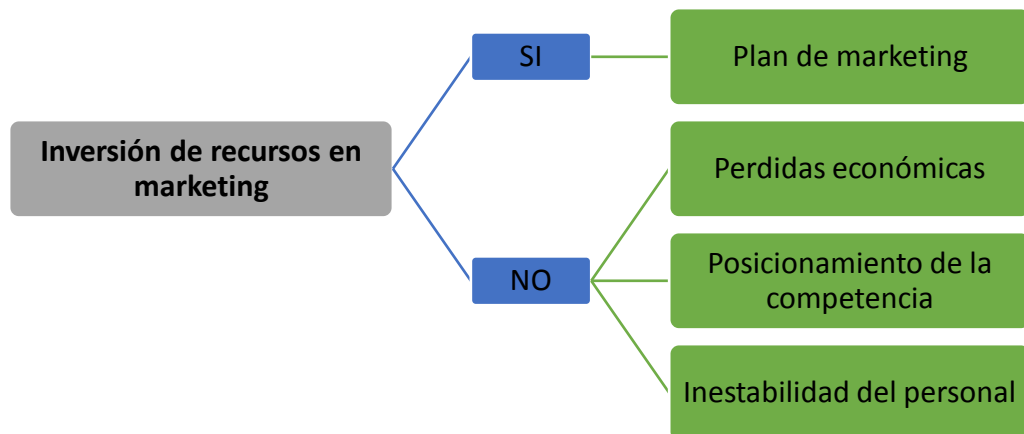 Inversión de recursos en
marketing
SI
Plan de marketing
NO
Perdidas económicas
Posicionamiento de la
competencia
Inestabilidad del personal